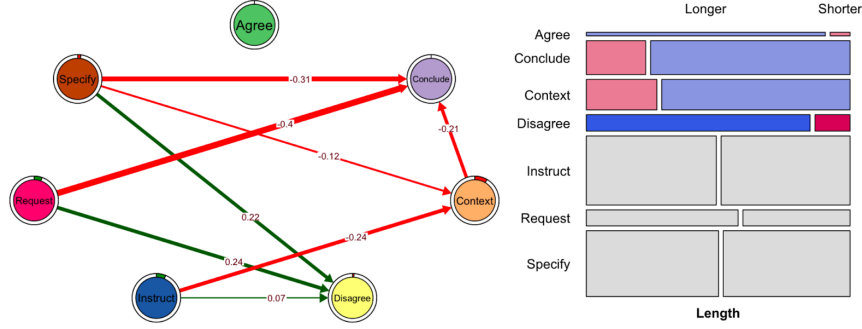 Agree
Specify
Conclude
Request
Context
Instruct
Disagree
-0.31
-0.4
-0.21
-0.12
0.22
0.24
-0.24
0.07
Longer Shorter
Agree
Conclude
Context
Disagree
Instruct
Request
Specify
Length